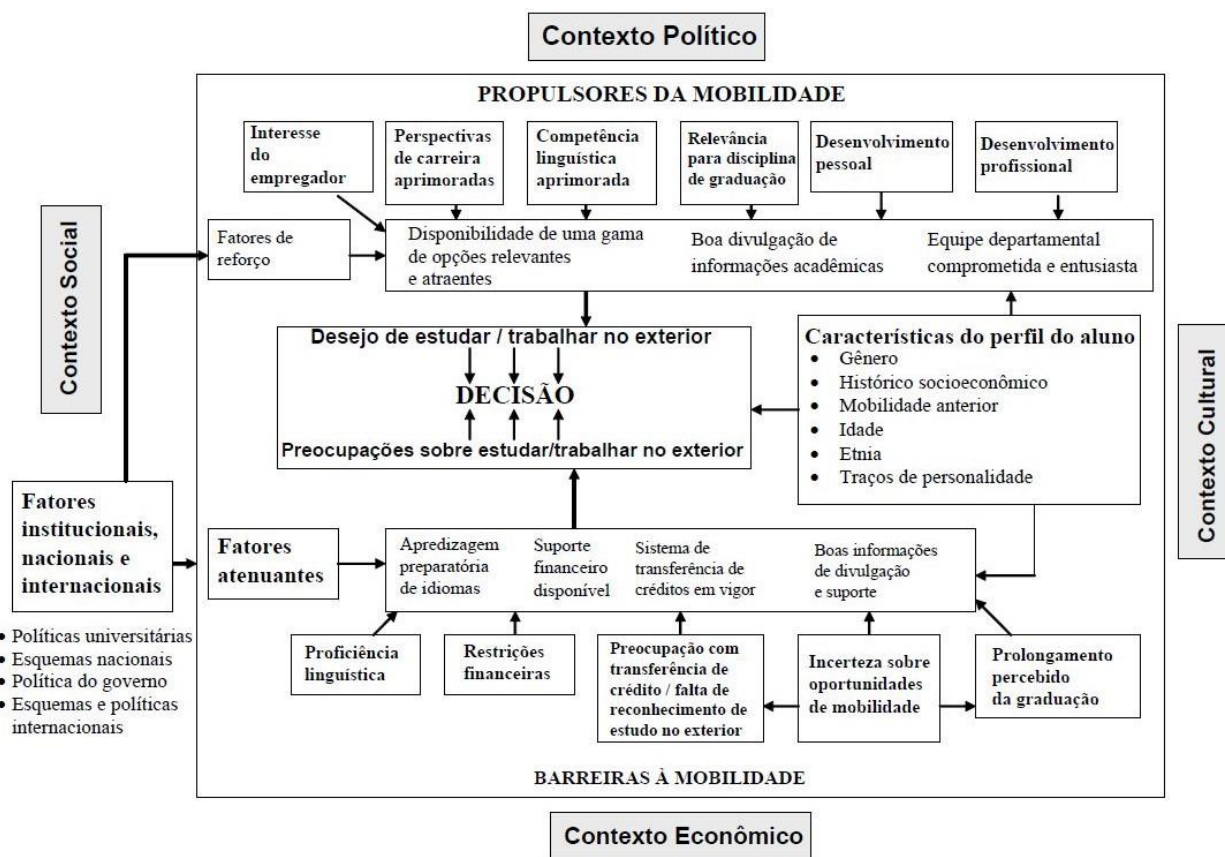 Contexto Político
PROPULSORES DA MOBILIDADE
Interesse
do
empregador
Perspectivas
de carreira
aprimoradas
Competência
linguística
aprimorada
Relevância
para disciplina
de graduação
Desenvolvimento
pessoal
Desenvolvimento
profissional
Contexto Social
Fatores de
reforço
Disponibilidade de uma gama
de opções relevantes
e atraentes
Boa divulgação de
informações acadêmicas
Equipe departamental
comprometida e entusiasta
Desejo de estudar / trabalhar no exterior
DECISÃO
Preocupações sobre estudar/trabalhar no exterior
Características do perfil do aluno
• Gênero
• Histórico socioeconômico
• Mobilidade anterior
• Idade
• Etnia
• Traços de personalidade
Contexto Cultural
Fatores
institucionais,
nacionais e
internacionais
• Políticas universitárias
• Esquemas nacionais
• Política do governo
• Esquemas e políticas
internacionais
Fatores
atenuantes
Apredizagem
preparatória
de idiomas
Suporte
financeiro
disponível
Sistema de
transferência de
créditos em vigor
Boas informações
de divulgação
e suporte
Proficiência
linguística
Restrições
financeiras
Preocupação com
transferência de
crédito / falta de
reconhecimento de
estudo no exterior
Incerteza sobre
oportunidades
de mobilidade
Prolongamento
percebido
da graduação
BARREIRAS À MOBILIDADE
Contexto Econômico